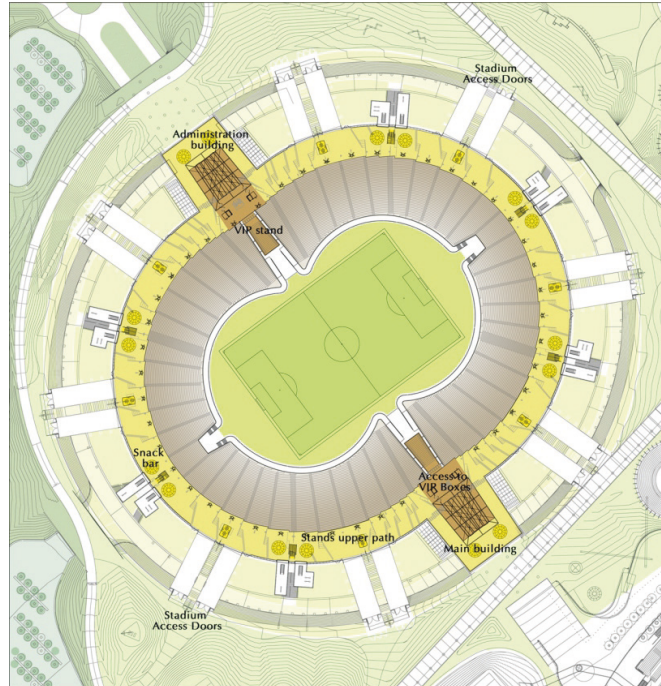 Stadium
Access Doors
Administration
building
VIP stand
Snack
bar
Access to
VIP Boxes
Stands upper path
Main building
Stadium
Access Doors